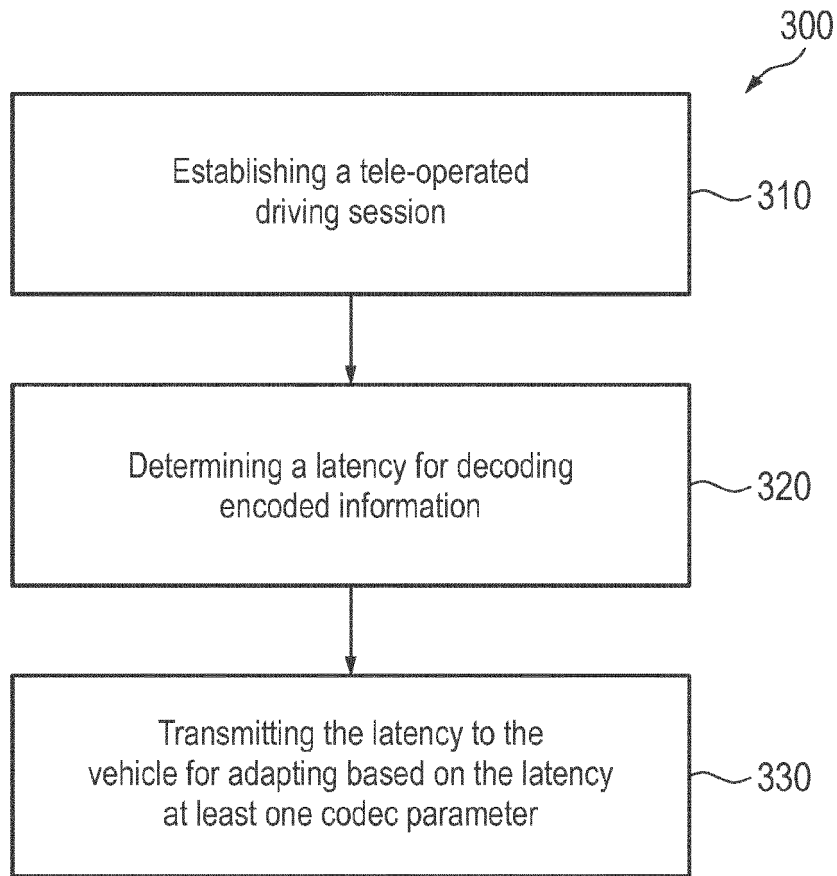 300
Establishing a tele-operated
driving session
310
Determining a latency for decoding
encoded information
320
Transmitting the latency to the
vehicle for adapting based on the latency
at least one codec parameter
330